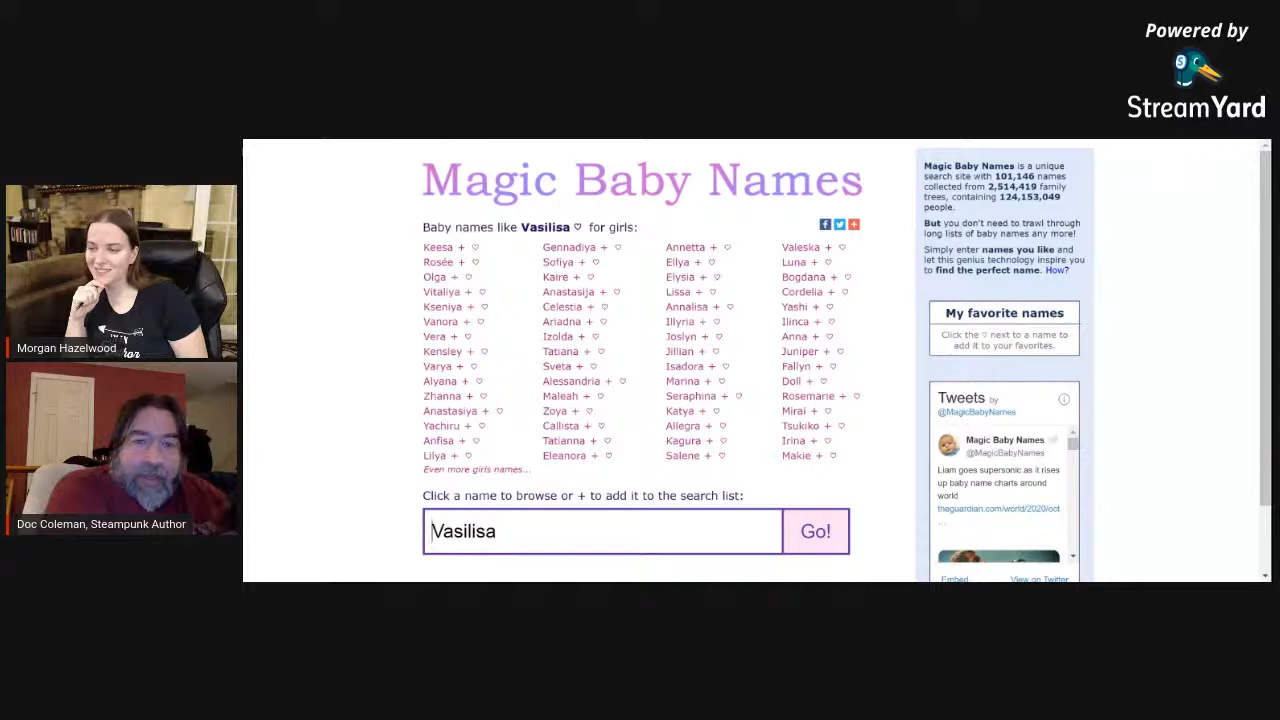 Powered by
StreamYard
Magic Baby Names
Baby names like Vasilisa ♡ for girls:
Keesa + ♡ Gennadiya + ♡ Annetta + ♡ Valeska + ♡
Rosée + ♡ Sofiya + ♡ Ellya + ♡ Luna + ♡
Olga + ♡ Kaire + ♡ Elysia + ♡ Bogdana + ♡
Vitaliya + ♡ Anastasija + ♡ Lissa + ♡ Cordelia + ♡
Kseniya + ♡ Celestia + ♡ Annalisa + ♡ Yashi + ♡
Vanora + ♡ Ariadna + ♡ Illyria + ♡ Ilinca + ♡
Vera + ♡ Izolda + ♡ Joslyn + ♡ Anna + ♡
Kensley + ♡ Tatiana + ♡ Jillian + ♡ Juniper + ♡
Varya + ♡ Sveta + ♡ Isadora + ♡ Fallyn + ♡
Alyana + ♡ Alessandria + ♡ Marina + ♡ Doll + ♡
Zhanna + ♡ Maleah + ♡ Seraphina + ♡ Rosemarie + ♡
Anastasiya + ♡ Zoya + ♡ Katya + ♡ Mirai + ♡
Yachiru + ♡ Callista + ♡ Allegra + ♡ Tsukiko + ♡
Anfisa + ♡ Tatianna + ♡ Kagura + ♡ Irina + ♡
Lilya + ♡ Eleanora + ♡ Salene + ♡ Makie + ♡
Even more girls names...
Click a name to browse or + to add it to the search list:
Vasilisa
Go!
Magic Baby Names is a unique
search site with 101,146 names
collected from 2,514,419 family
trees, containing 124,153,049
people.
But you don't need to trawl through
long lists of baby names any more!
Simply enter names you like and
let this genius technology inspire you
to find the perfect name. How?
My favorite names
Click the ♡ next to a name to
add it to your favorites.
Tweets by
@MagicBabyNames
Magic Baby Names
@MagicBabyNames
Liam goes supersonic as it rises
up baby name charts around
world
theguardian.com/world/2020/oct
...
Embed
View on Twitter
Morgan Hazelwood
Doc Coleman, Steampunk Author